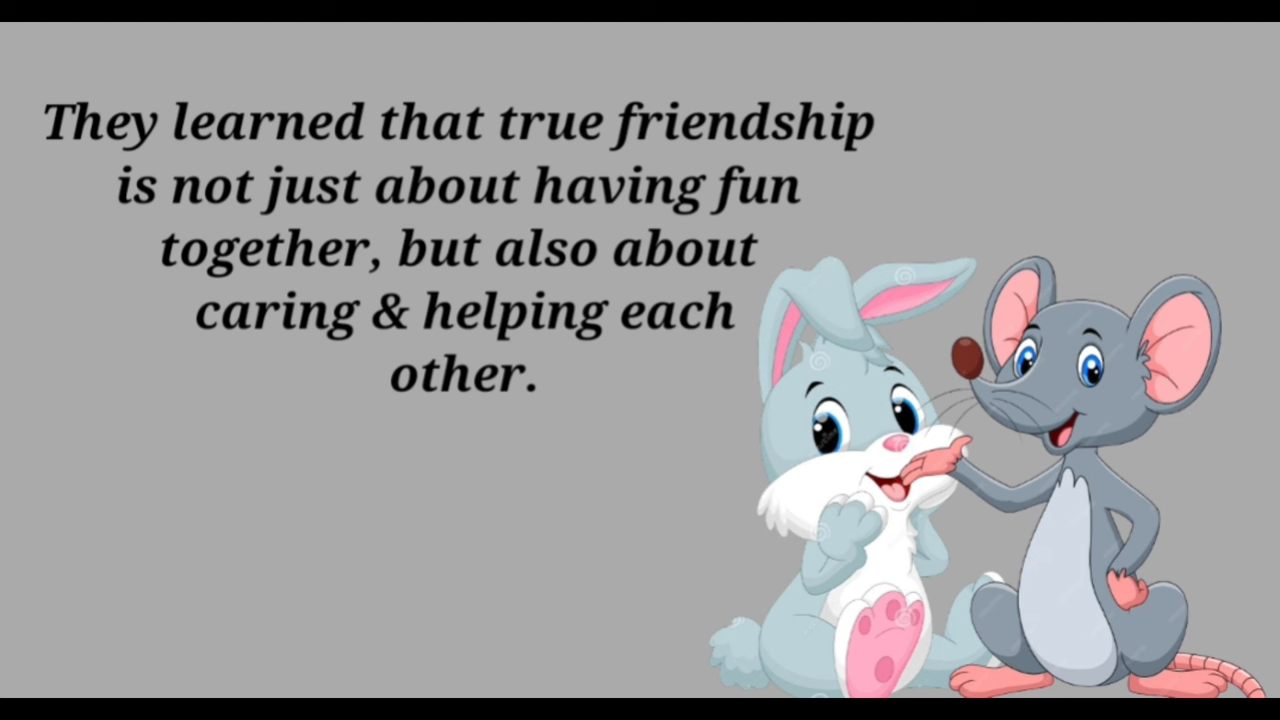 They learned that true friendship
is not just about having fun
together, but also about
caring & helping each
other.